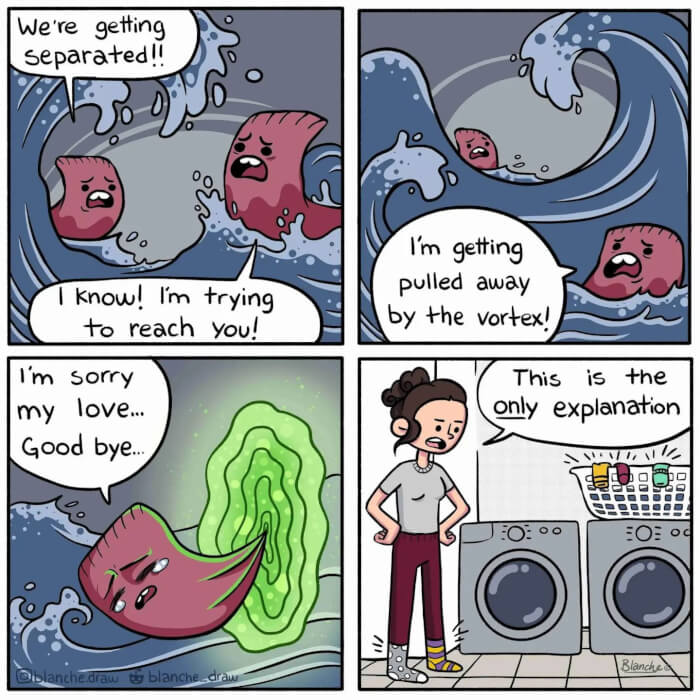 We're getting
separated!!
I know! I'm trying
to reach you!
I'm getting
pulled away
by the vortex!
I'm sorry
my love...
Good bye...
This is the
only explanation
@blanche.draw blanche_draw
Blanche